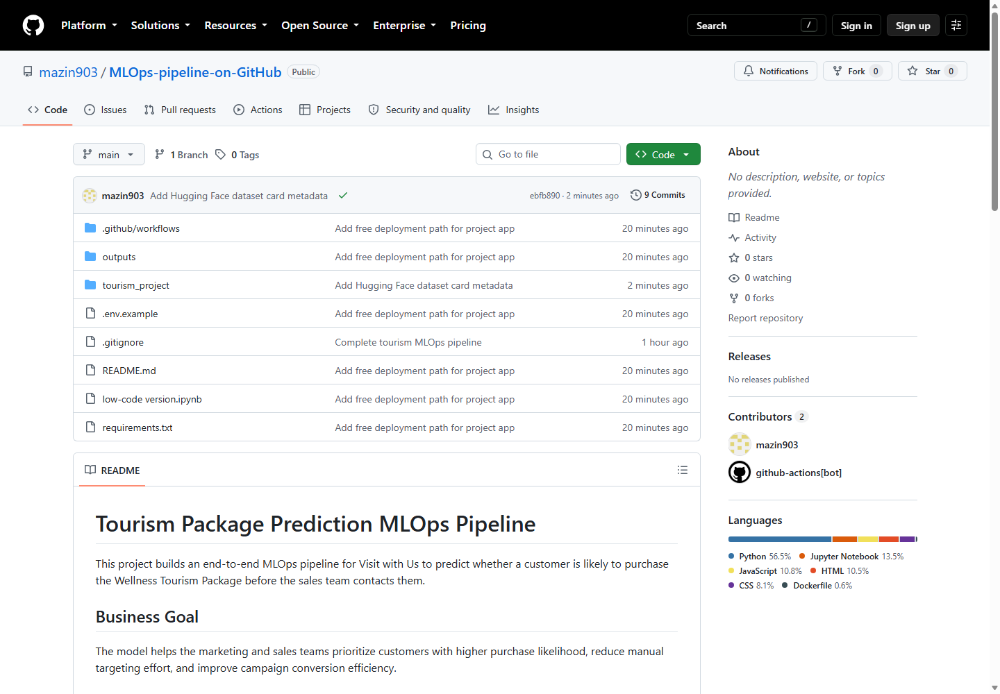 Platform Solutions Resources Open Source Enterprise Pricing Search / Sign in Sign up
mazin903 / MLOps-pipeline-on-GitHub Public Notifications Fork 0 Star 0
Code Issues Pull requests Actions Projects Security and quality Insights
main 1 Branch 0 Tags Go to file Code
mazin903 Add Hugging Face dataset card metadata ebfb890 · 2 minutes ago 9 Commits
.github/workflows Add free deployment path for project app 20 minutes ago
outputs Add free deployment path for project app 20 minutes ago
tourism_project Add Hugging Face dataset card metadata 2 minutes ago
.env.example Add free deployment path for project app 20 minutes ago
.gitignore Complete tourism MLOps pipeline 1 hour ago
README.md Add free deployment path for project app 20 minutes ago
low-code version.ipynb Add free deployment path for project app 20 minutes ago
requirements.txt Add free deployment path for project app 20 minutes ago
README
Tourism Package Prediction MLOps Pipeline
This project builds an end-to-end MLOps pipeline for Visit with Us to predict whether a customer is likely to purchase
the Wellness Tourism Package before the sales team contacts them.
Business Goal
The model helps the marketing and sales teams prioritize customers with higher purchase likelihood, reduce manual
targeting effort, and improve campaign conversion efficiency.
About
No description, website, or topics
provided.
Readme
Activity
0 stars
0 watching
0 forks
Report repository
Releases
No releases published
Contributors 2
mazin903
github-actions[bot]
Languages
Python 56.5% Jupyter Notebook 13.5%
JavaScript 10.8% HTML 10.5%
CSS 8.1% Dockerfile 0.6%